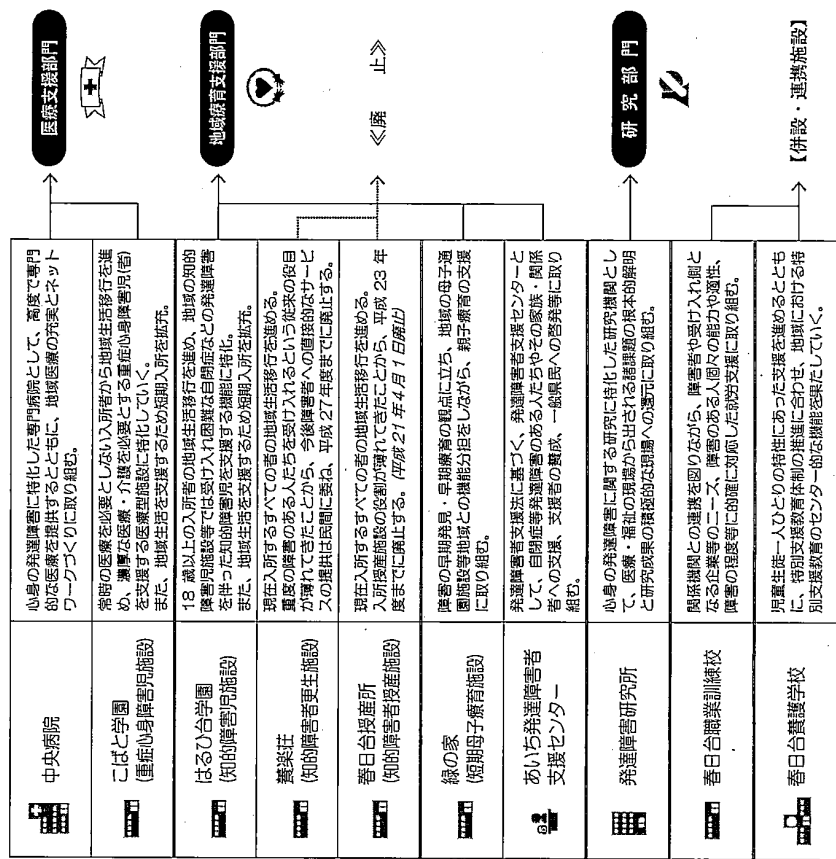 中央病院
心身の発達障害に特化した専門病院として、高度で専門
的な医療を提供するとともに、地域医療の充実とネット
ワークづくりに取り組む。
医療支援部門
こばと学園
(重症心身障害児施設)
常時の医療を必要としない入所者から地域生活移行を進
め、濃厚な医療・介護を必要とする重症心身障害児(者)
を支援する医療型施設に特化していく。
また、地域生活を支援するため短期入所を拡充。
はるひ台学園
(知的障害児施設)
18歳以上の入所者の地域生活移行を進め、地域の知的
障害児施設等では受け入れ困難な自閉症などの発達障害
を伴った知的障害児を支援する機能に特化。
また、地域生活を支援するため短期入所を拡充。
地域療育支援部門
養楽荘
(知的障害者更生施設)
現在入所するすべての者の地域生活移行を進める。
重度の障害のある人たちを受け入れるという従来の役目
が薄れてきたことから、今後障害者への直接的なサービ
スの提供は民間に委ね、平成27年度までに廃止する。
春日台授産所
(知的障害者授産施設)
現在入所するすべての者の地域生活移行を進める。
入所授産施設の役割が薄れてきたことから、平成23年
度までに廃止する。(平成21年4月1日廃止)
≪廃 止≫
緑の家
(短期母子療育施設)
障害の早期発見・早期療育の観点に立ち、地域の母子通
園施設等地域との機能分担をしながら、親子療育の支援
に取り組む。
あいち発達障害者
支援センター
発達障害者支援法に基づく、発達障害者支援センターと
して、自閉症等発達障害のある人たちやその家族・関係
者への支援、支援者の養成、一般県民への啓発等に取り
組む。
発達障害研究所
心身の発達障害に関する研究に特化した研究機関とし
て、医療・福祉の現場から出される諸課題の根本的解明
と研究成果の積極的な現場への還元に取り組む。
研究部門
春日台職業訓練校
関係機関との連携を図りながら、障害者や受け入れ側と
なる企業等のニーズ、障害のある人個々の能力や適性、
障害の程度等に的確に対応した就労支援に取り組む。
春日台養護学校
児童生徒一人ひとりの特性にあった支援を進めるととも
に、特別支援教育体制の推進に合わせ、地域における特
別支援教育のセンター的な機能を果たしていく。
【併設・連携施設】